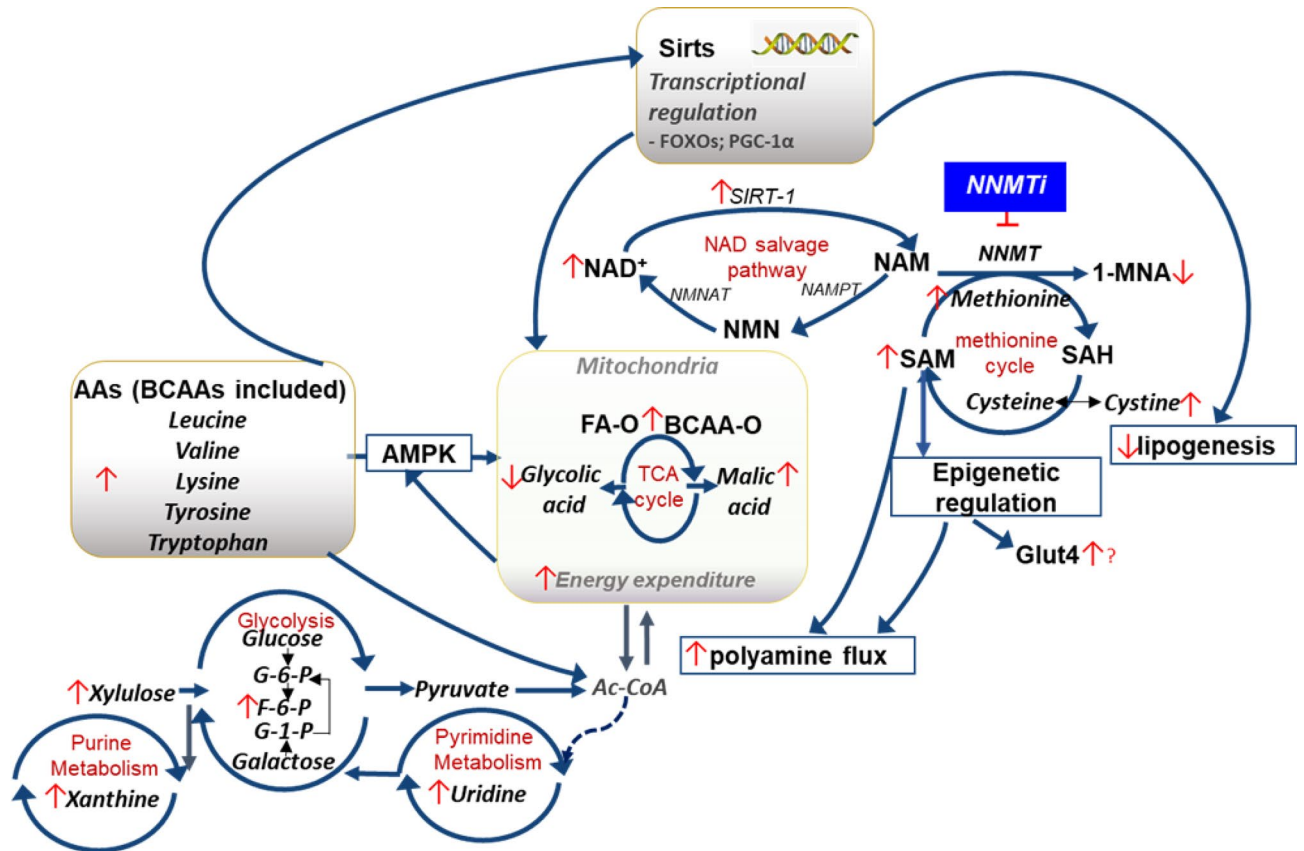 Sirts
Transcriptional
regulation
- FOXOs; PGC-1α
NNMTi
↑SIRT-1
NAD salvage
pathway
↑NAD⁺
NAM
NNMT
1-MNA↓
NMNAT
NAMPT
NMN
↑Methionine
↑SAM
methionine
cycle
SAH
Cysteine
Cystine↑
↓lipogenesis
Epigenetic
regulation
Glut4↑?
↑polyamine flux
AAs (BCAAs included)
Leucine
Valine
↑ Lysine
Tyrosine
Tryptophan
AMPK
Mitochondria
FA-O↑BCAA-O
↓Glycolic
acid
TCA
cycle
Malic↑
acid
↑Energy expenditure
Glycolysis
Glucose
G-6-P
↑F-6-P
G-1-P
Galactose
↑Xylulose
Pyruvate
Ac-CoA
Purine
Metabolism
↑Xanthine
Pyrimidine
Metabolism
↑Uridine